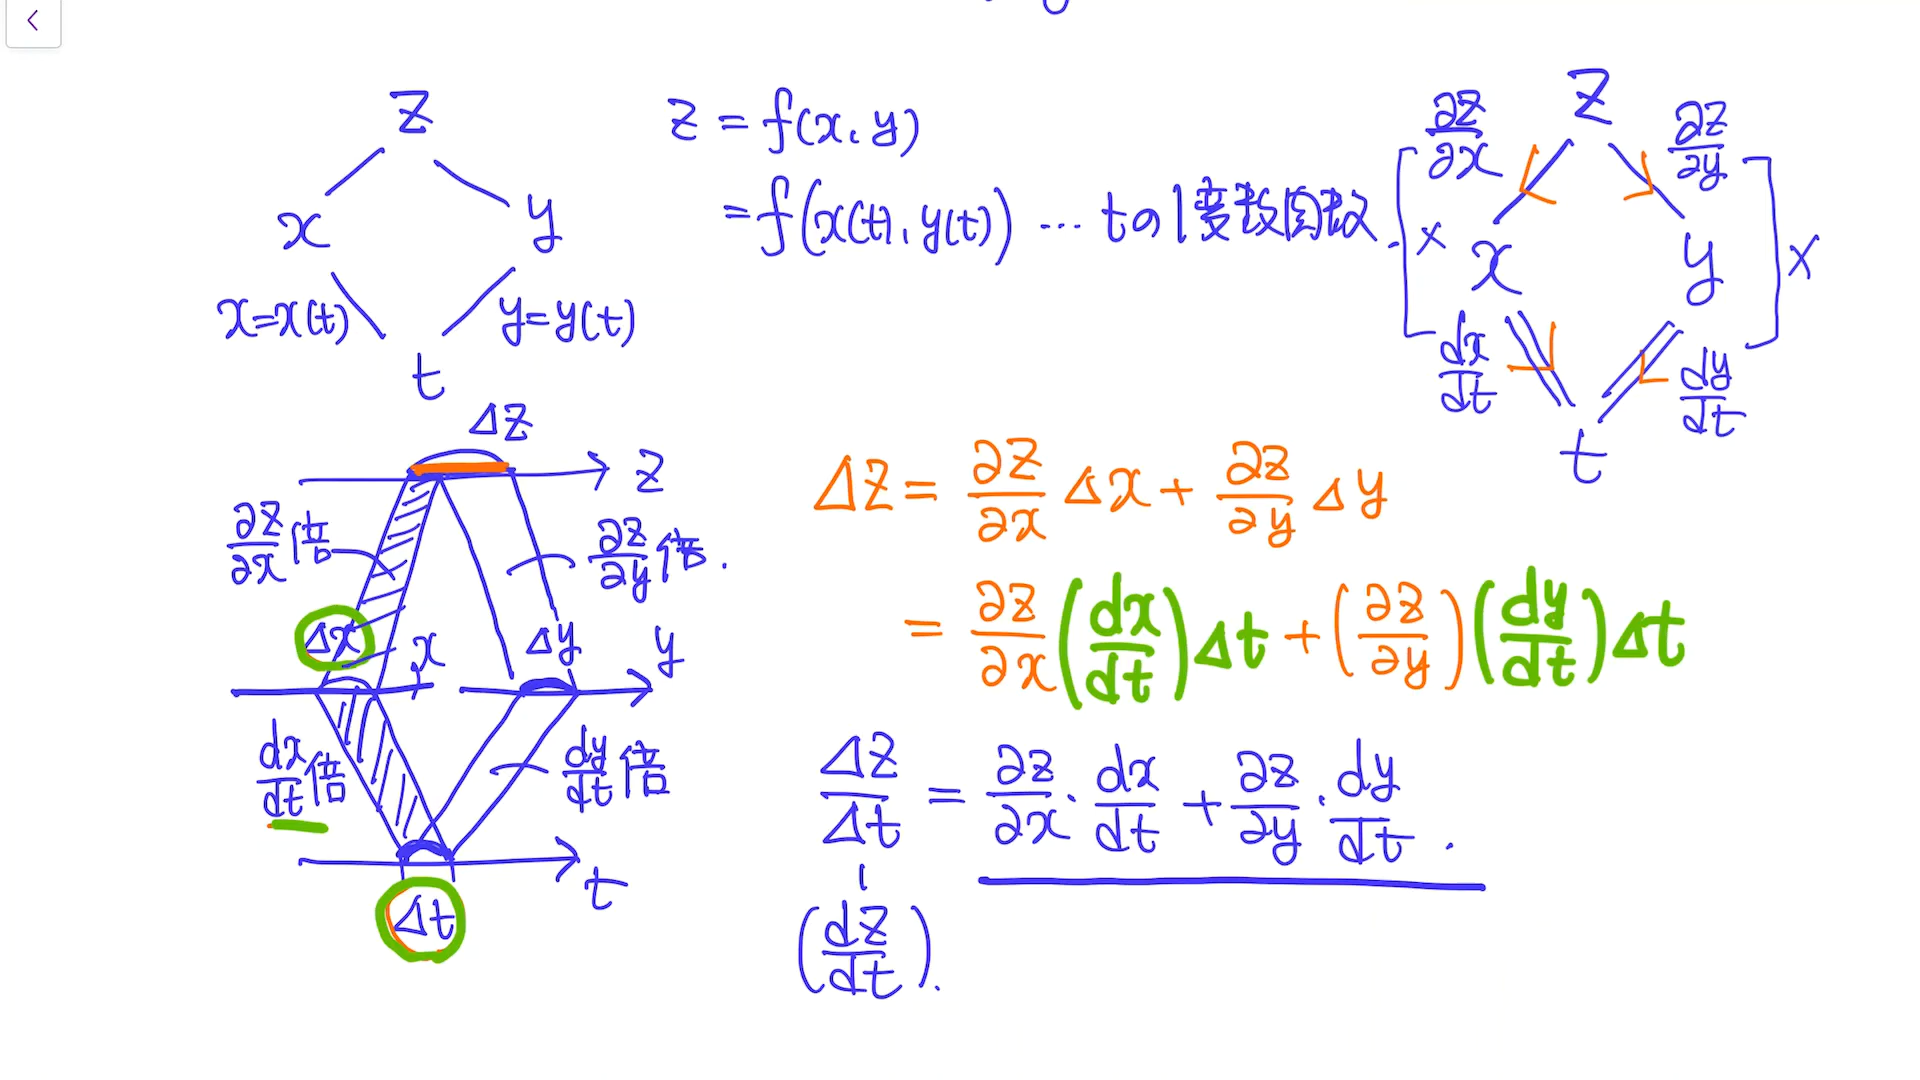 z
x y
x=x(t) y=y(t)
t
z = f(x, y)
= f(x(t), y(t)) … tの1変数関数
∂z/∂x z ∂z/∂y
× x y ×
dx/dt dy/dt
t
Δz
z
∂z/∂x倍 ∂z/∂y倍.
Δx x Δy y
dx/dt倍 dy/dt倍
t
Δt
Δz = ∂z/∂x Δx + ∂z/∂y Δy
= ∂z/∂x (dx/dt) Δt + (∂z/∂y) (dy/dt) Δt
Δz/Δt = ∂z/∂x · dx/dt + ∂z/∂y · dy/dt .
(dz/dt).